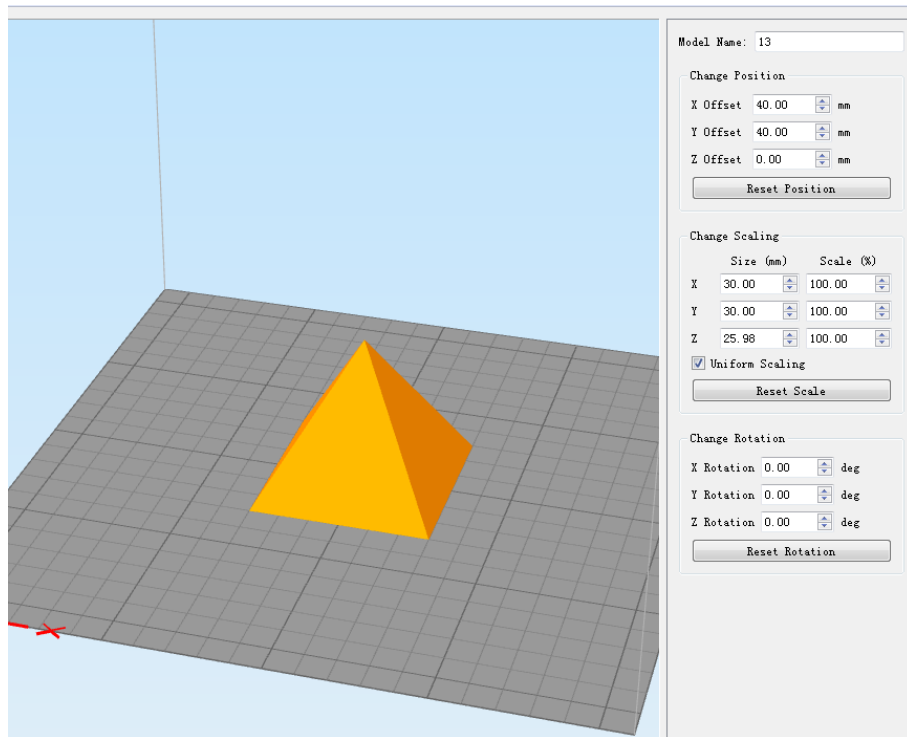 Model Name: 13
Change Position
X Offset 40.00 mm
Y Offset 40.00 mm
Z Offset 0.00 mm
Reset Position
Change Scaling
Size (mm) Scale (%)
X 30.00 100.00
Y 30.00 100.00
Z 25.98 100.00
Uniform Scaling
Reset Scale
Change Rotation
X Rotation 0.00 deg
Y Rotation 0.00 deg
Z Rotation 0.00 deg
Reset Rotation